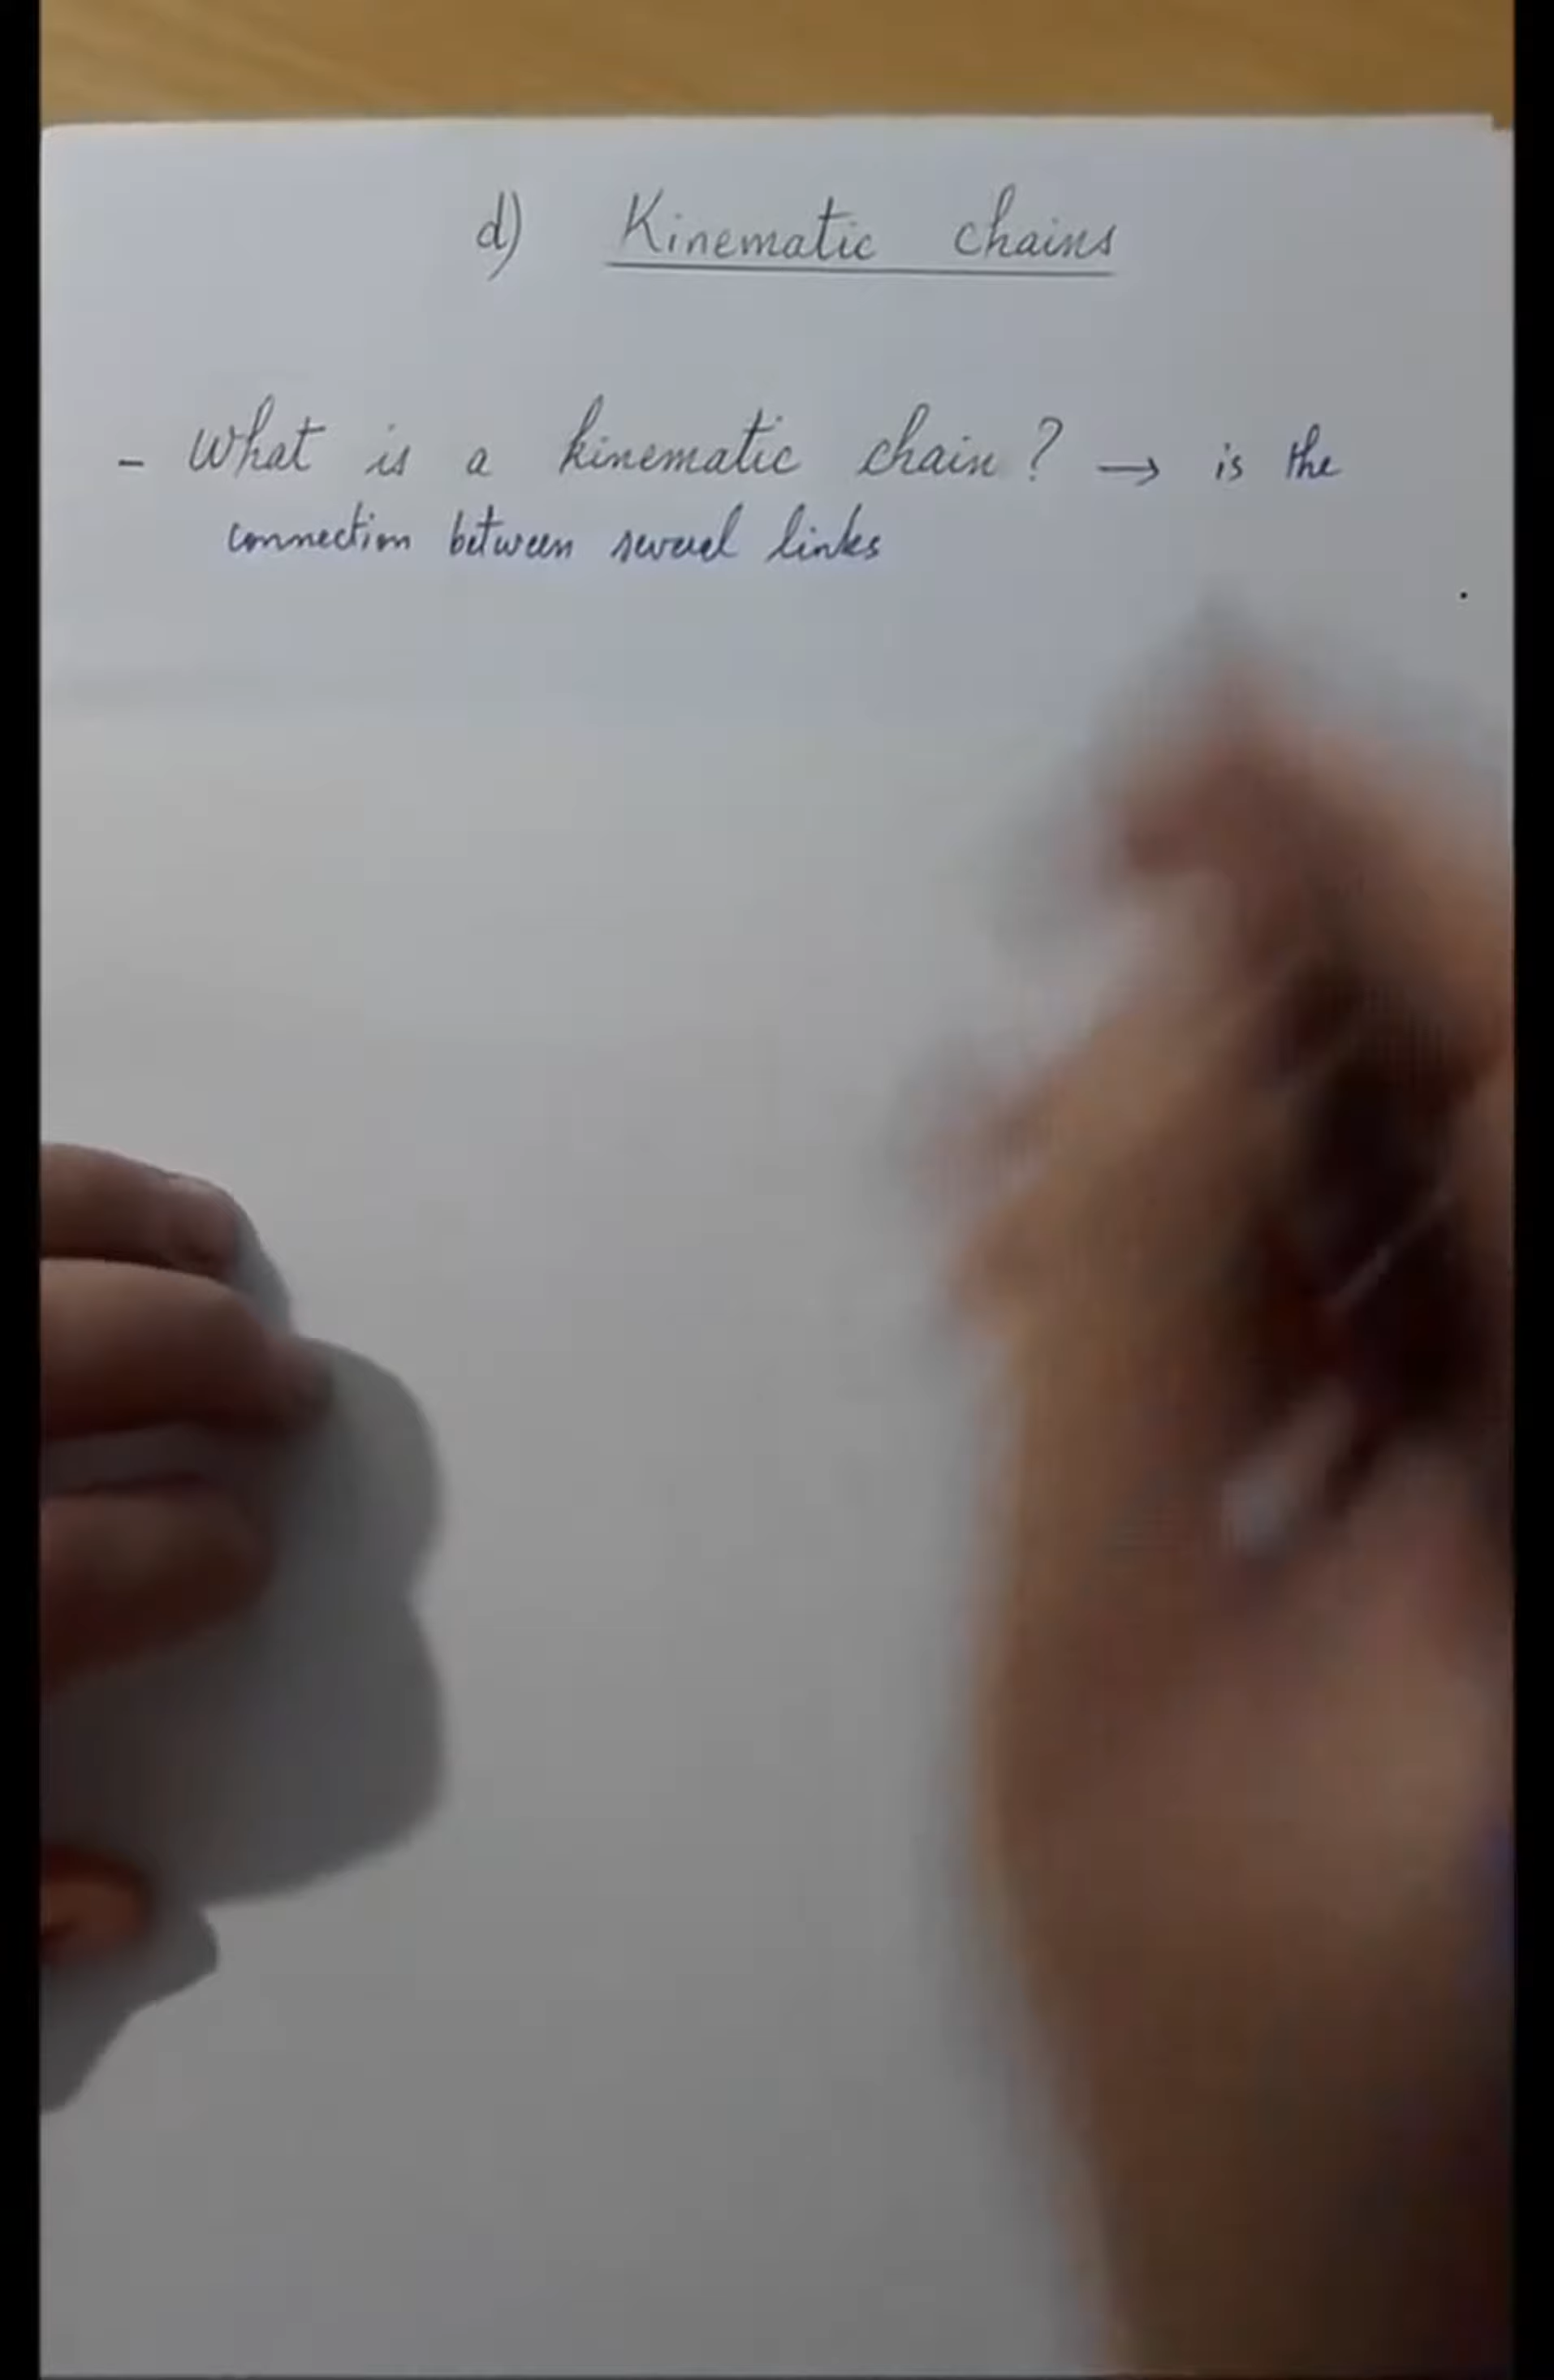 d) Kinematic chains
- What is a kinematic chain? → is the
connection between several links